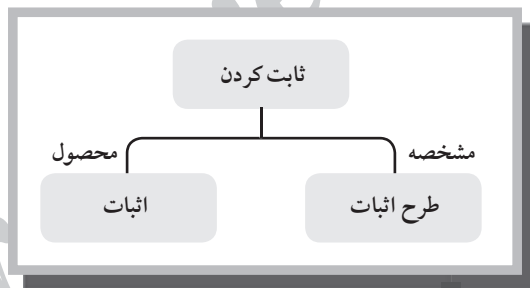 ثابت کردن
مشخصه
محصول
طرح اثبات
اثبات